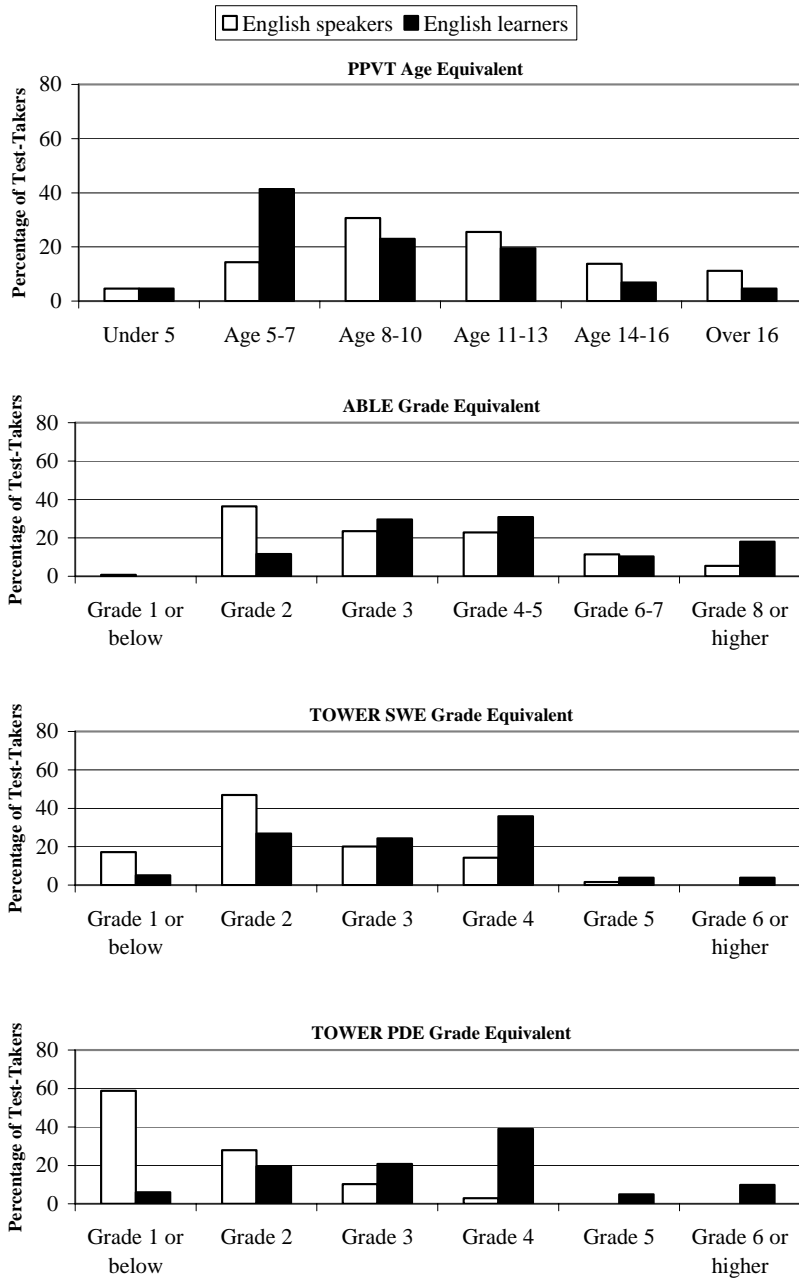 English speakers English learners
PPVT Age Equivalent
Percentage of Test-Takers
80
60
40
20
0
Under 5 Age 5-7 Age 8-10 Age 11-13 Age 14-16 Over 16
ABLE Grade Equivalent
Percentage of Test-Takers
80
60
40
20
0
Grade 1 or below Grade 2 Grade 3 Grade 4-5 Grade 6-7 Grade 8 or higher
TOWER SWE Grade Equivalent
Percentage of Test-Takers
80
60
40
20
0
Grade 1 or below Grade 2 Grade 3 Grade 4 Grade 5 Grade 6 or higher
TOWER PDE Grade Equivalent
Percentage of Test-Takers
80
60
40
20
0
Grade 1 or below Grade 2 Grade 3 Grade 4 Grade 5 Grade 6 or higher